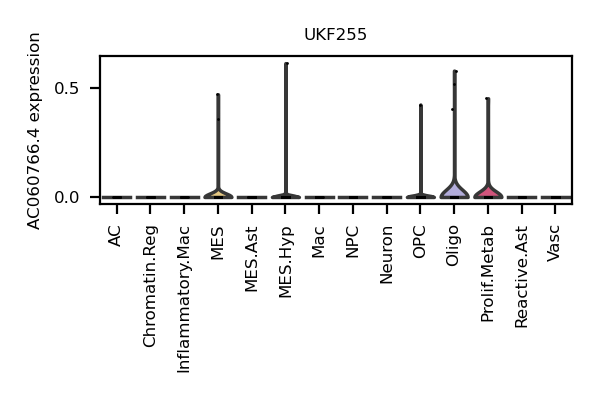 UKF255
AC060766.4 expression
0.5
0.0
AC
Chromatin.Reg
Inflammatory.Mac
MES
MES.Ast
MES.Hyp
Mac
NPC
Neuron
OPC
Oligo
Prolif.Metab
Reactive.Ast
Vasc